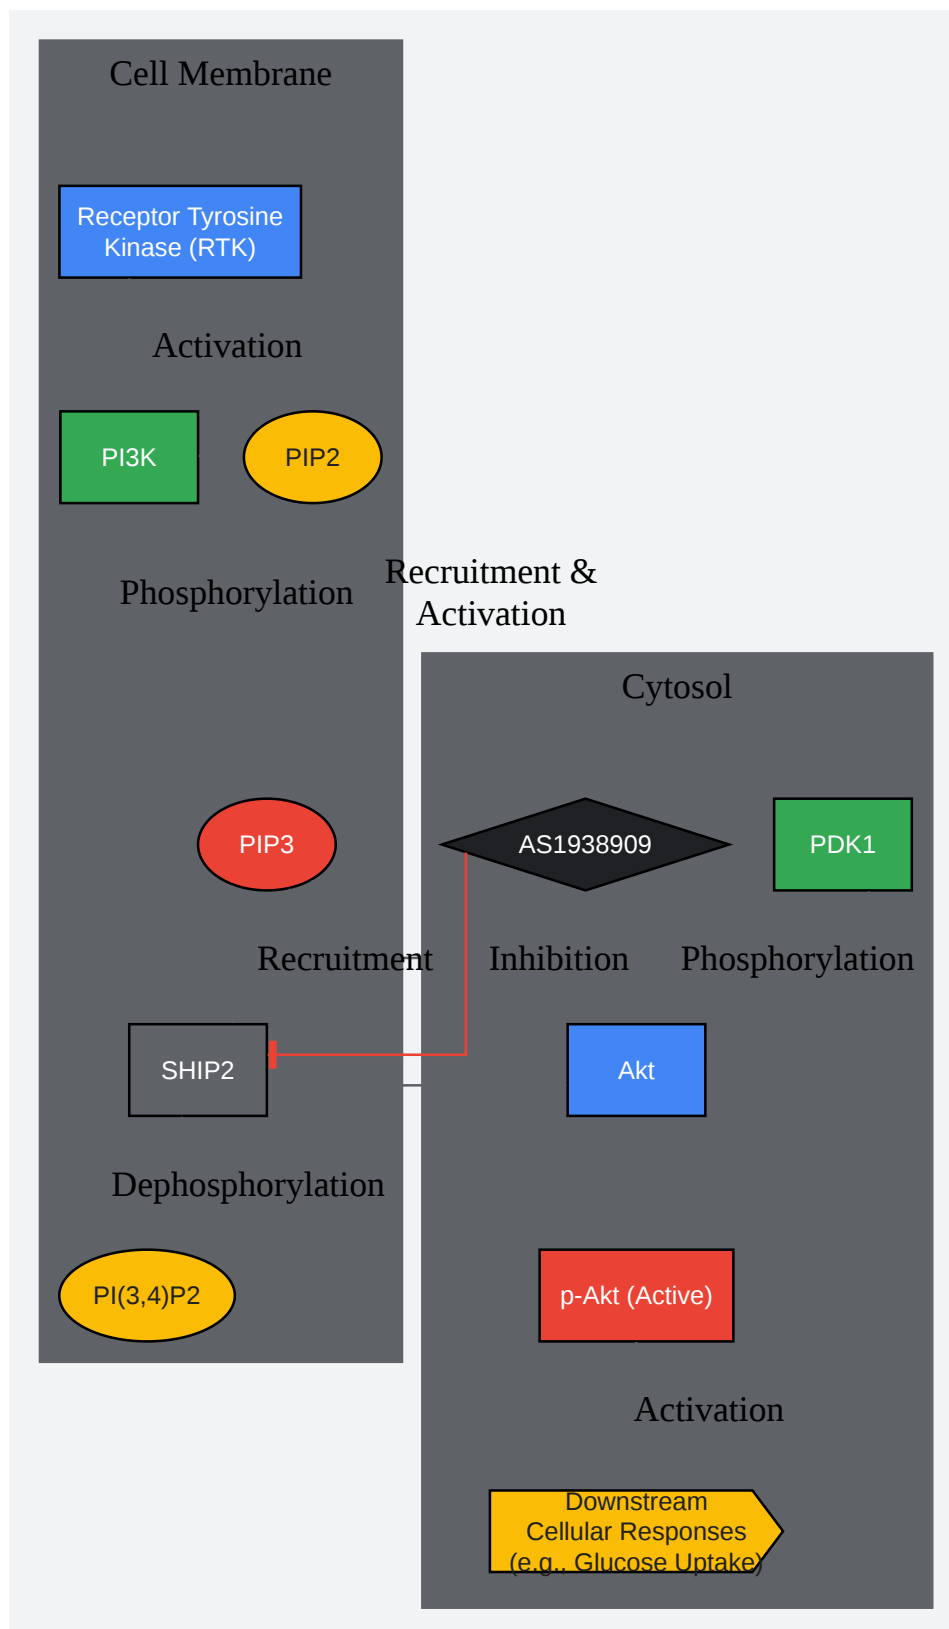 Cell Membrane
Receptor Tyrosine
Kinase (RTK)
Activation
PI3K
PIP2
Recruitment &
Activation
Phosphorylation
Cytosol
PIP3
AS1938909
PDK1
Recruitment
Inhibition
Phosphorylation
SHIP2
Akt
Dephosphorylation
PI(3,4)P2
p-Akt (Active)
Activation
Downstream
Cellular Responses
(e.g., Glucose Uptake)